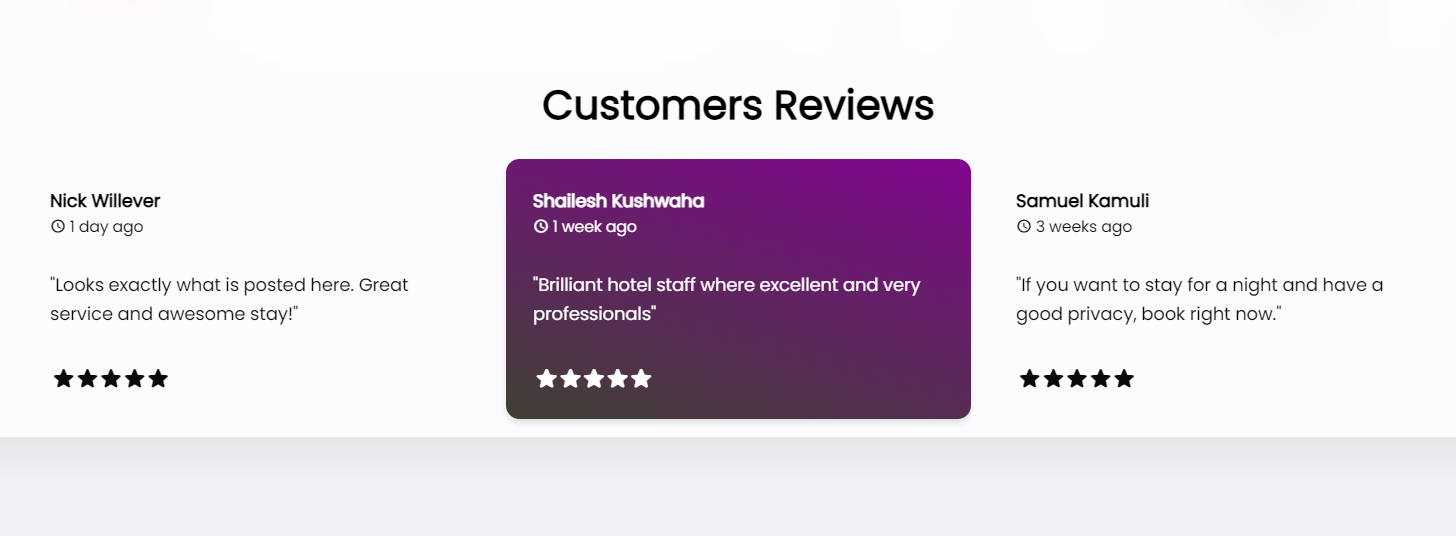 Customers Reviews
Nick Willever
1 day ago
"Looks exactly what is posted here. Great
service and awesome stay!"
Shailesh Kushwaha
1 week ago
"Brilliant hotel staff where excellent and very
professionals"
Samuel Kamuli
3 weeks ago
"If you want to stay for a night and have a
good privacy, book right now."